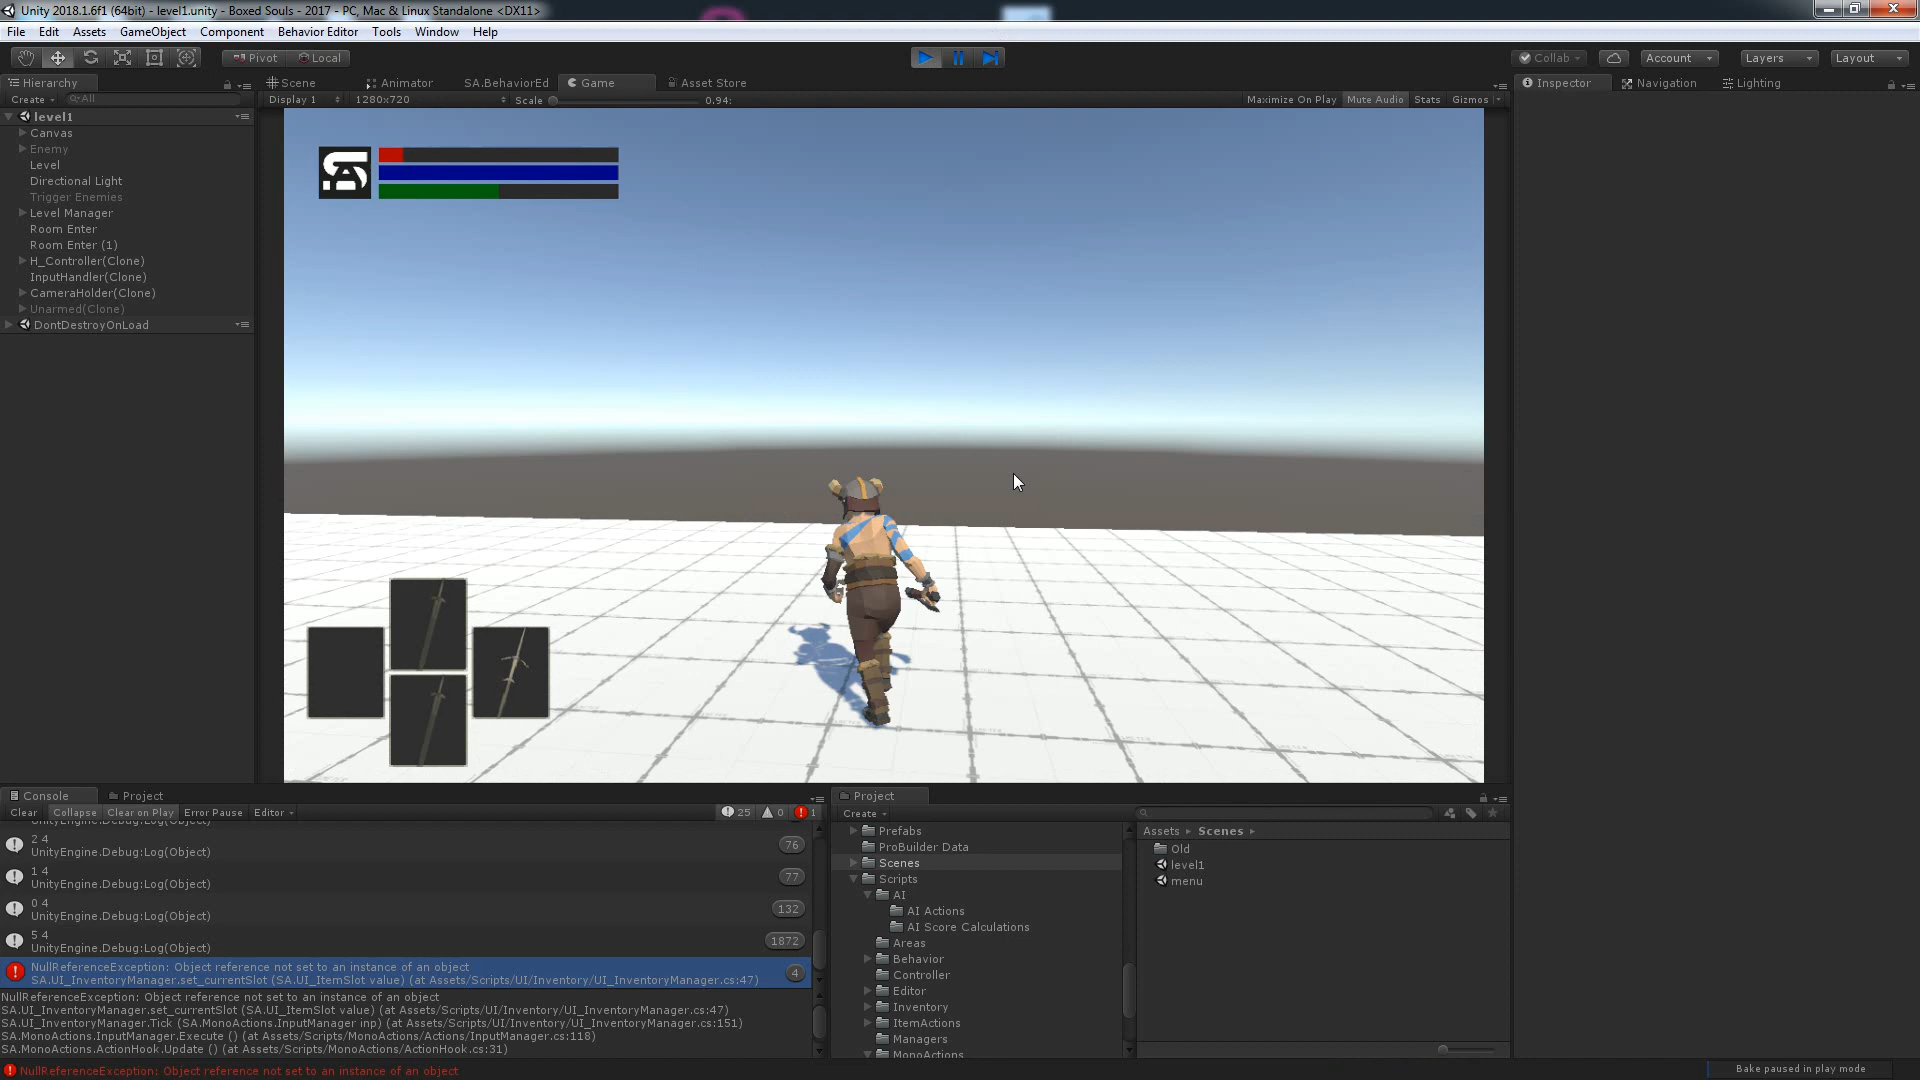 Unity 2018.1.6f1 (64bit) - level1.unity - Boxed Souls - 2017 - PC, Mac & Linux Standalone <DX11>
File Edit Assets GameObject Component Behavior Editor Tools Window Help
Pivot Local Collab Account Layers Layout
Hierarchy Scene Animator SA.BehaviorEd Game Asset Store Inspector Navigation Lighting
Create All Display 1 1280x720 Scale 0.94: Maximize On Play Mute Audio Stats Gizmos
level1
Canvas
Enemy
Level
Directional Light
Trigger Enemies
Level Manager
Room Enter
Room Enter (1)
H_Controller(Clone)
InputHandler(Clone)
CameraHolder(Clone)
Unarmed(Clone)
DontDestroyOnLoad
SA
Console Project
Clear Collapse Clear on Play Error Pause Editor 25 0 1
UnityEngine.Debug:Log(Object)
2 4
UnityEngine.Debug:Log(Object)
76
1 4
UnityEngine.Debug:Log(Object)
77
0 4
UnityEngine.Debug:Log(Object)
132
5 4
UnityEngine.Debug:Log(Object)
1872
NullReferenceException: Object reference not set to an instance of an object
SA.UI_InventoryManager.set_currentSlot (SA.UI_ItemSlot value) (at Assets/Scripts/UI/Inventory/UI_InventoryManager.cs:47)
4
NullReferenceException: Object reference not set to an instance of an object
SA.UI_InventoryManager.set_currentSlot (SA.UI_ItemSlot value) (at Assets/Scripts/UI/Inventory/UI_InventoryManager.cs:47)
SA.UI_InventoryManager.Tick (SA.MonoActions.InputManager inp) (at Assets/Scripts/UI/Inventory/UI_InventoryManager.cs:151)
SA.MonoActions.InputManager.Execute () (at Assets/Scripts/MonoActions/Actions/InputManager.cs:118)
SA.MonoActions.ActionHook.Update () (at Assets/Scripts/MonoActions/ActionHook.cs:31)
NullReferenceException: Object reference not set to an instance of an object
Project
Create
Prefabs
ProBuilder Data
Scenes
Scripts
AI
AI Actions
AI Score Calculations
Areas
Behavior
Controller
Editor
Inventory
ItemActions
Managers
MonoActions
Assets Scenes
Old
level1
menu
Bake paused in play mode